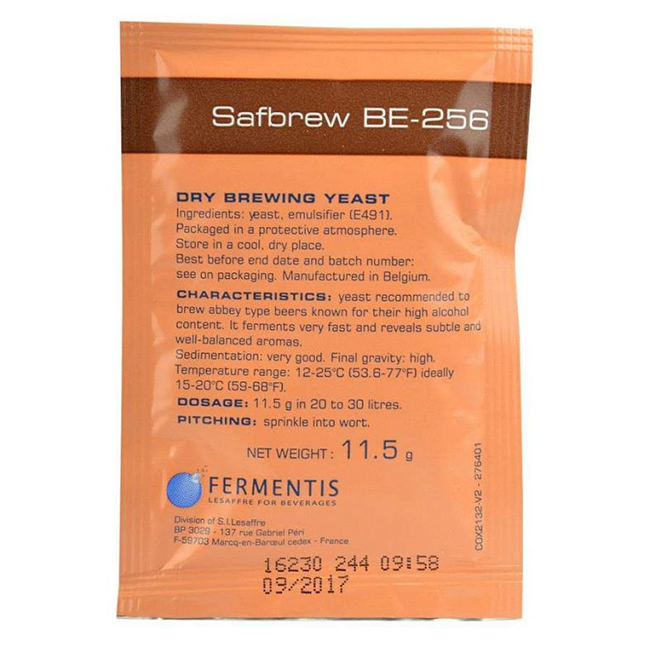 Safbrew BE-256
DRY BREWING YEAST
Ingredients: yeast, emulsifier (E491).
Packaged in a protective atmosphere.
Store in a cool, dry place.
Best before end date and batch number:
see on packaging. Manufactured in Belgium.
CHARACTERISTICS: yeast recommended to
brew abbey type beers known for their high alcohol
content. It ferments very fast and reveals subtle and
well-balanced aromas.
Sedimentation: very good. Final gravity: high.
Temperature range: 12-25°C (53.6-77°F) ideally
15-20°C (59-68°F).
DOSAGE: 11.5 g in 20 to 30 litres.
PITCHING: sprinkle into wort.
NET WEIGHT : 11.5 g
FERMENTIS
LESAFFRE FOR BEVERAGES
Division of S.I.Lesaffre
BP 3029 - 137 rue Gabriel Péri
F-59703 Marcq-en-Barœul cedex - France
COX2132-V2 - 276401
16230 244 09:58
09/2017